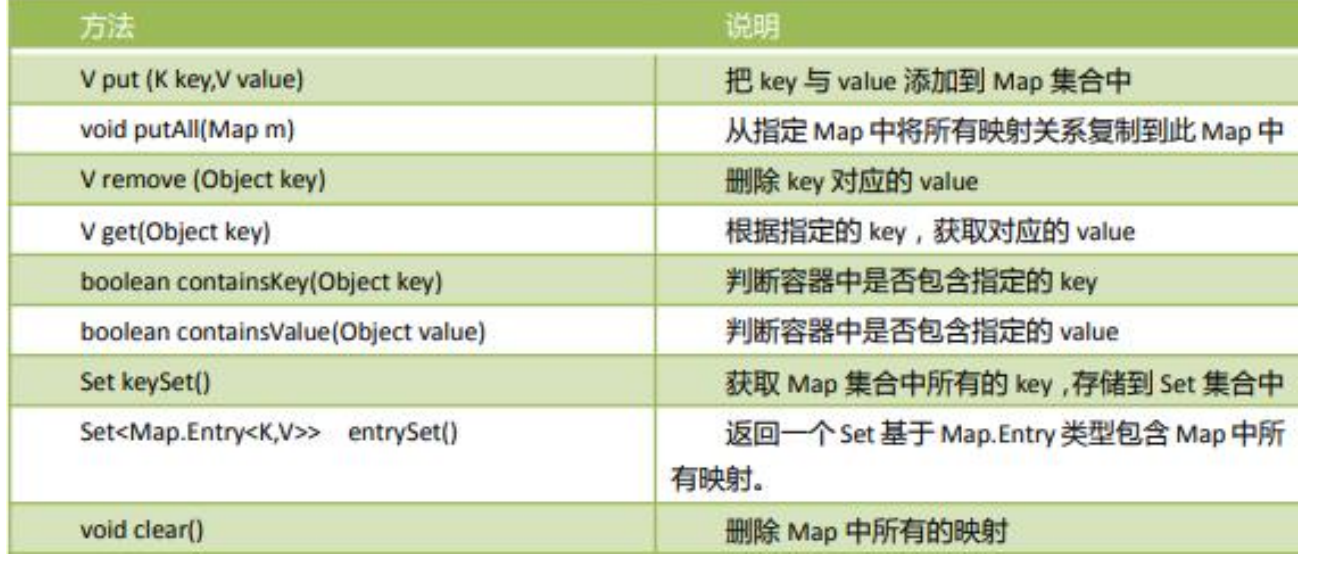 方法 说明
V put (K key,V value) 把 key 与 value 添加到 Map 集合中
void putAll(Map m) 从指定 Map 中将所有映射关系复制到此 Map 中
V remove (Object key) 删除 key 对应的 value
V get(Object key) 根据指定的 key，获取对应的 value
boolean containsKey(Object key) 判断容器中是否包含指定的 key
boolean containsValue(Object value) 判断容器中是否包含指定的 value
Set keySet() 获取 Map 集合中所有的 key ,存储到 Set 集合中
Set<Map.Entry<K,V>> entrySet() 返回一个 Set 基于 Map.Entry 类型包含 Map 中所
有映射。
void clear() 删除 Map 中所有的映射